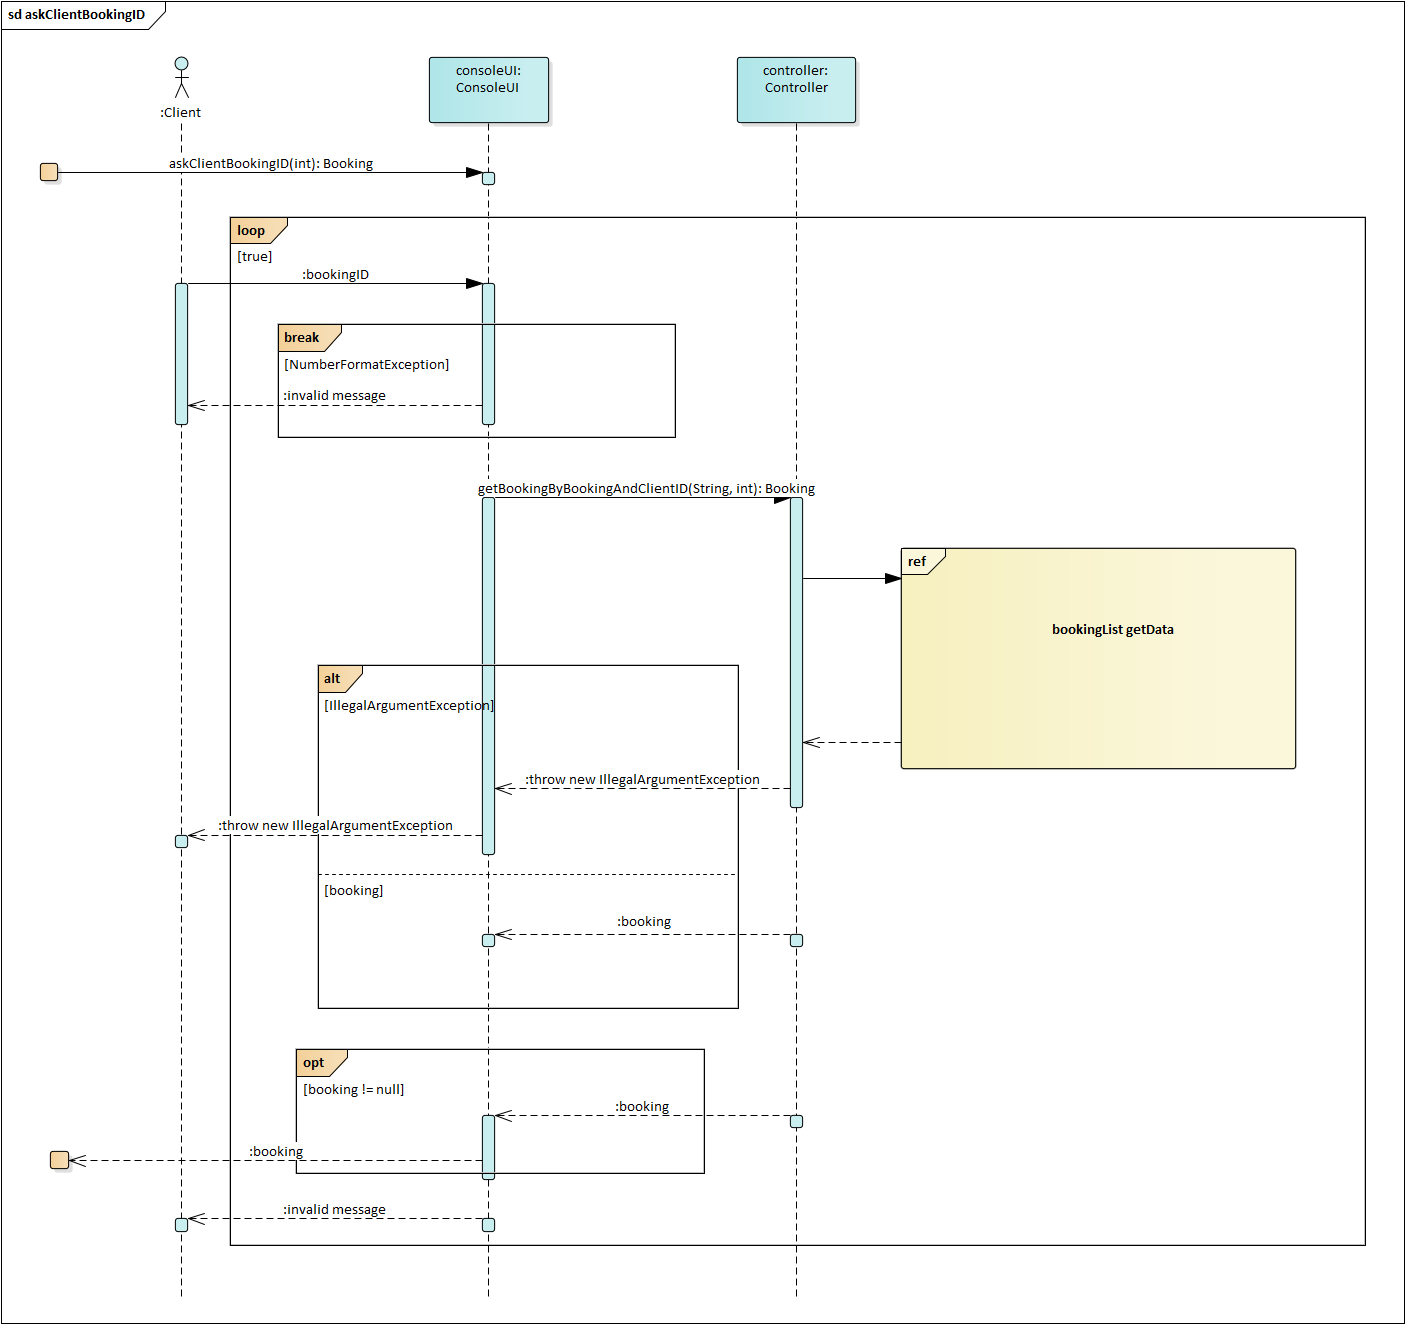 sd askClientBookingID
:Client
consoleUI:
ConsoleUI
controller:
Controller
askClientBookingID(int): Booking
loop
[true]
:bookingID
break
[NumberFormatException]
:invalid message
getBookingByBookingAndClientID(String, int): Booking
ref
bookingList getData
alt
[IllegalArgumentException]
:throw new IllegalArgumentException
:throw new IllegalArgumentException
[booking]
:booking
opt
[booking != null]
:booking
:booking
:invalid message